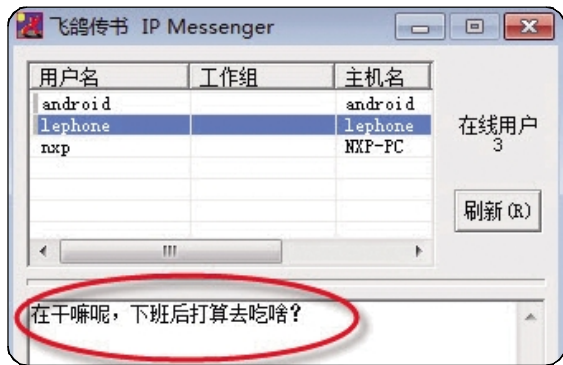 飞鸽传书 IP Messenger
用户名 工作组 主机名
android android
lephone lephone
nxp NXP-PC
在线用户
3
刷新(R)
在干嘛呢，下班后打算去吃啥?